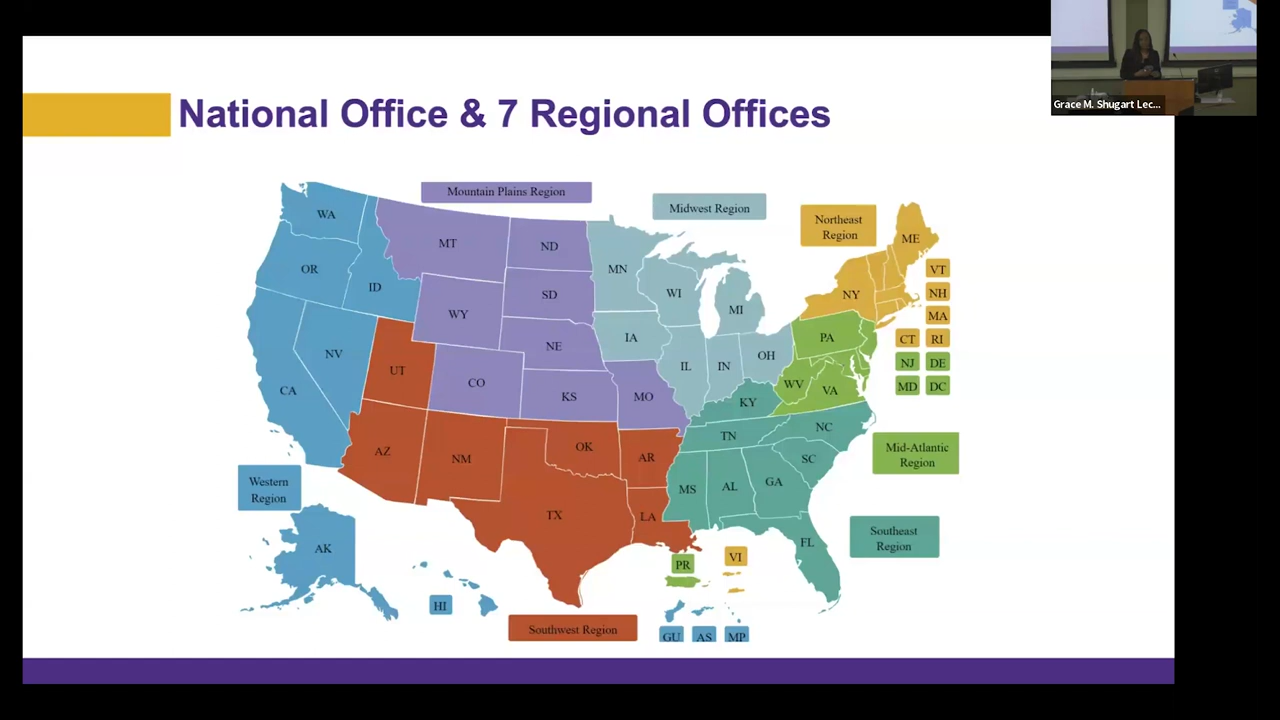 Grace M. Shugart Lec...
National Office & 7 Regional Offices
Mountain Plains Region
Midwest Region
Northeast
Region
WA
MT
ND
MN
ME
OR
ID
WY
SD
WI
MI
NY
VT
NH
MA
CT
RI
NV
UT
CO
NE
IA
IL
IN
OH
PA
NJ
DE
MD
DC
CA
KS
MO
KY
WV
VA
AZ
NM
OK
AR
TN
NC
SC
Mid-Atlantic
Region
TX
LA
MS
AL
GA
FL
Western
Region
Southeast
Region
AK
HI
PR
VI
Southwest Region
GU
AS
MP